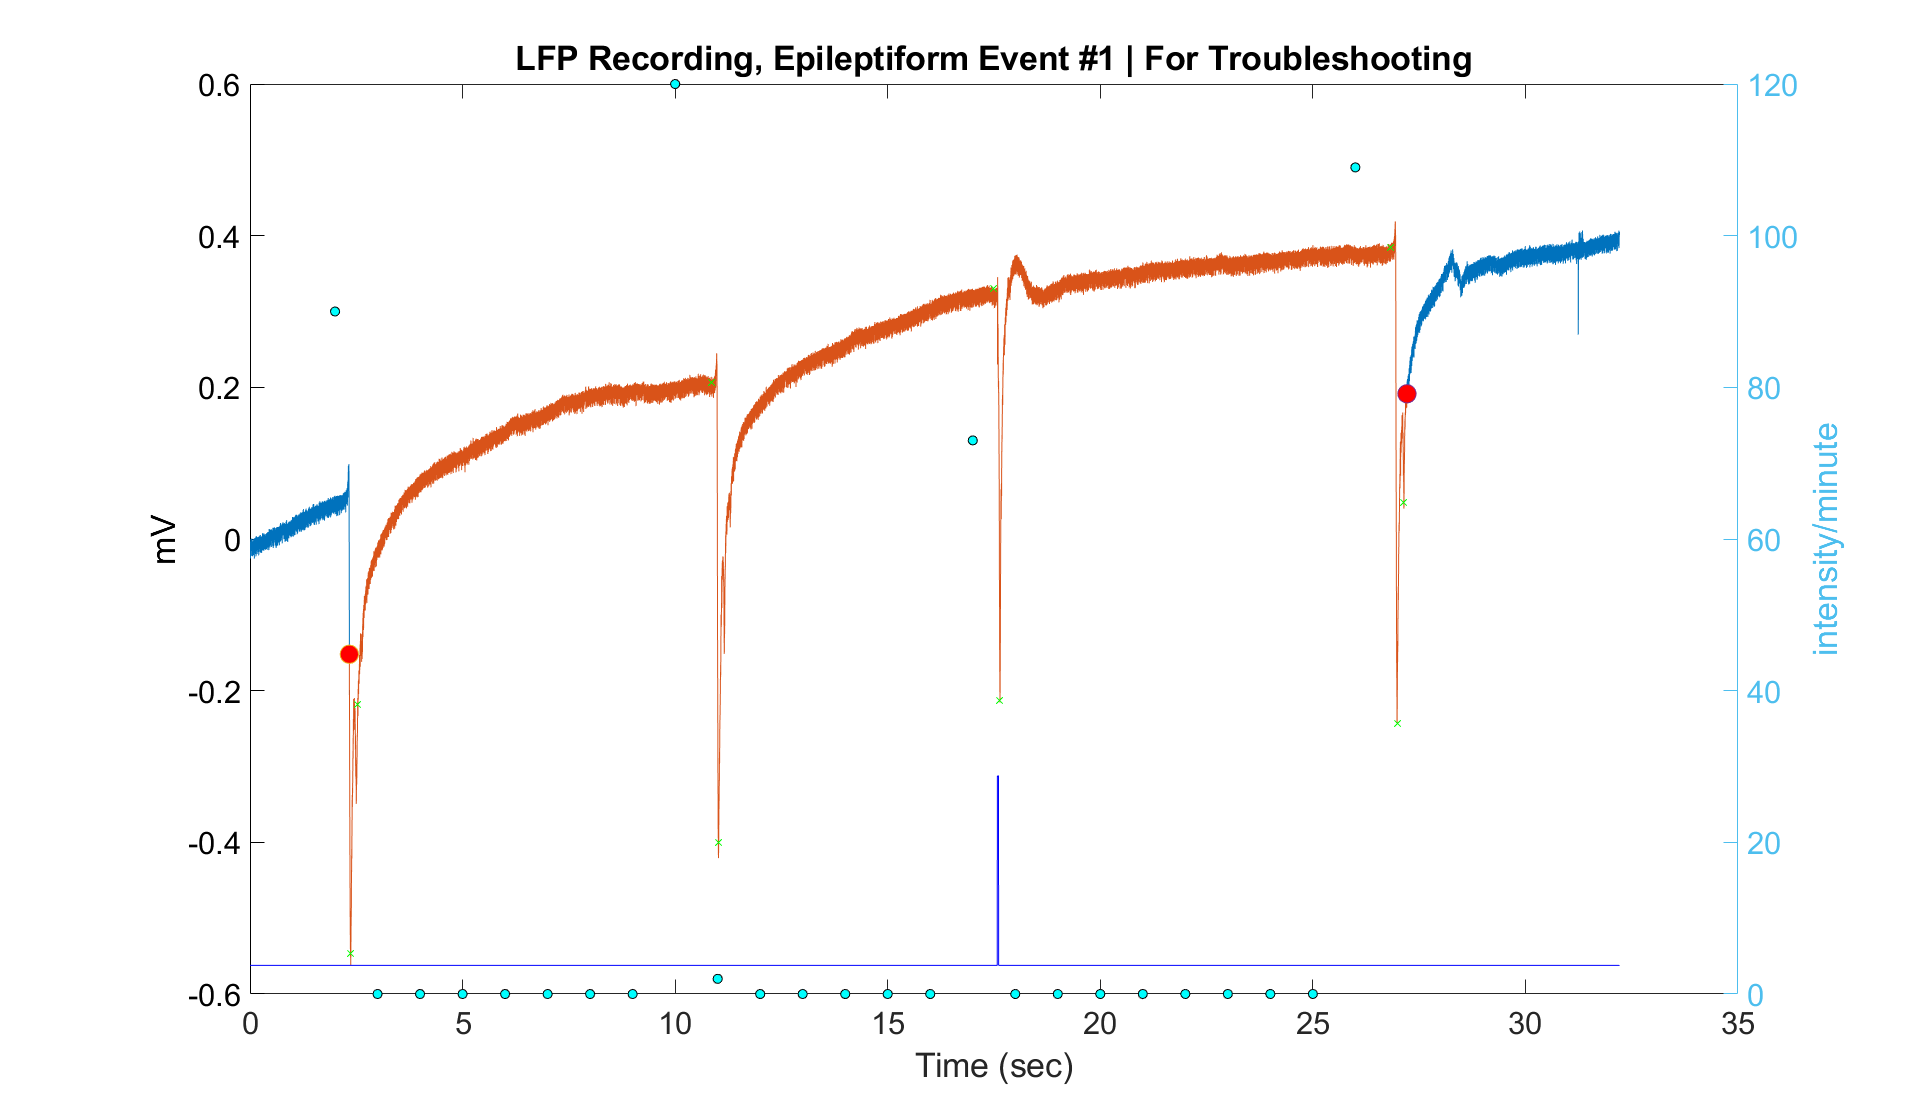 LFP Recording, Epileptiform Event #1 | For Troubleshooting
0.6
0.4
0.2
0
-0.2
-0.4
-0.6
mV
120
100
80
60
40
20
0
intensity/minute
0 5 10 15 20 25 30 35
Time (sec)